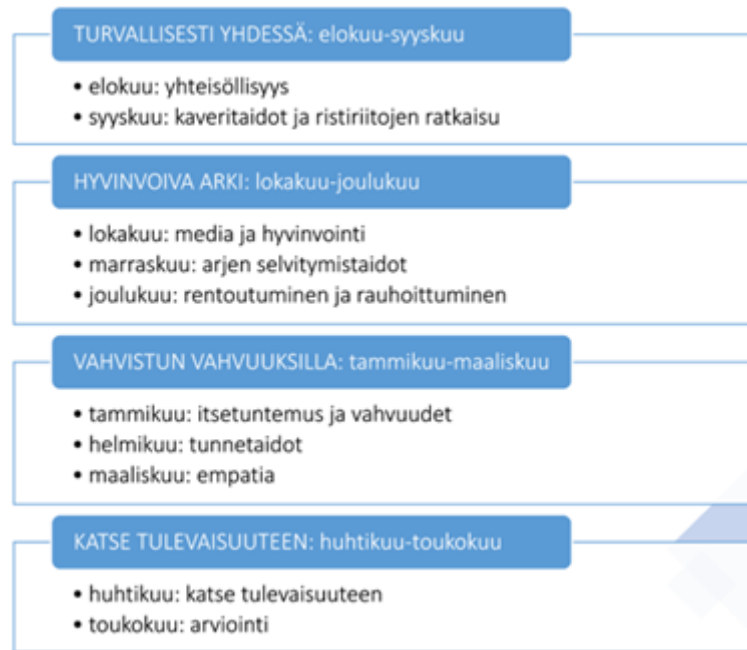 TURVALLISESTI YHDESSÄ: elokuu-syyskuu
• elokuu: yhteisöllisyys
• syyskuu: kaveritaidot ja ristiriitojen ratkaisu
HYVINVOIVA ARKI: lokakuu-joulukuu
• lokakuu: media ja hyvinvointi
• marraskuu: arjen selvitymistaidot
• joulukuu: rentoutuminen ja rauhoittuminen
VAHVISTUN VAHVUUKSILLA: tammikuu-maaliskuu
• tammikuu: itsetuntemus ja vahvuudet
• helmikuu: tunnetaidot
• maaliskuu: empatia
KATSE TULEVAISUUTEEN: huhtikuu-toukokuu
• huhtikuu: katse tulevaisuuteen
• toukokuu: arviointi